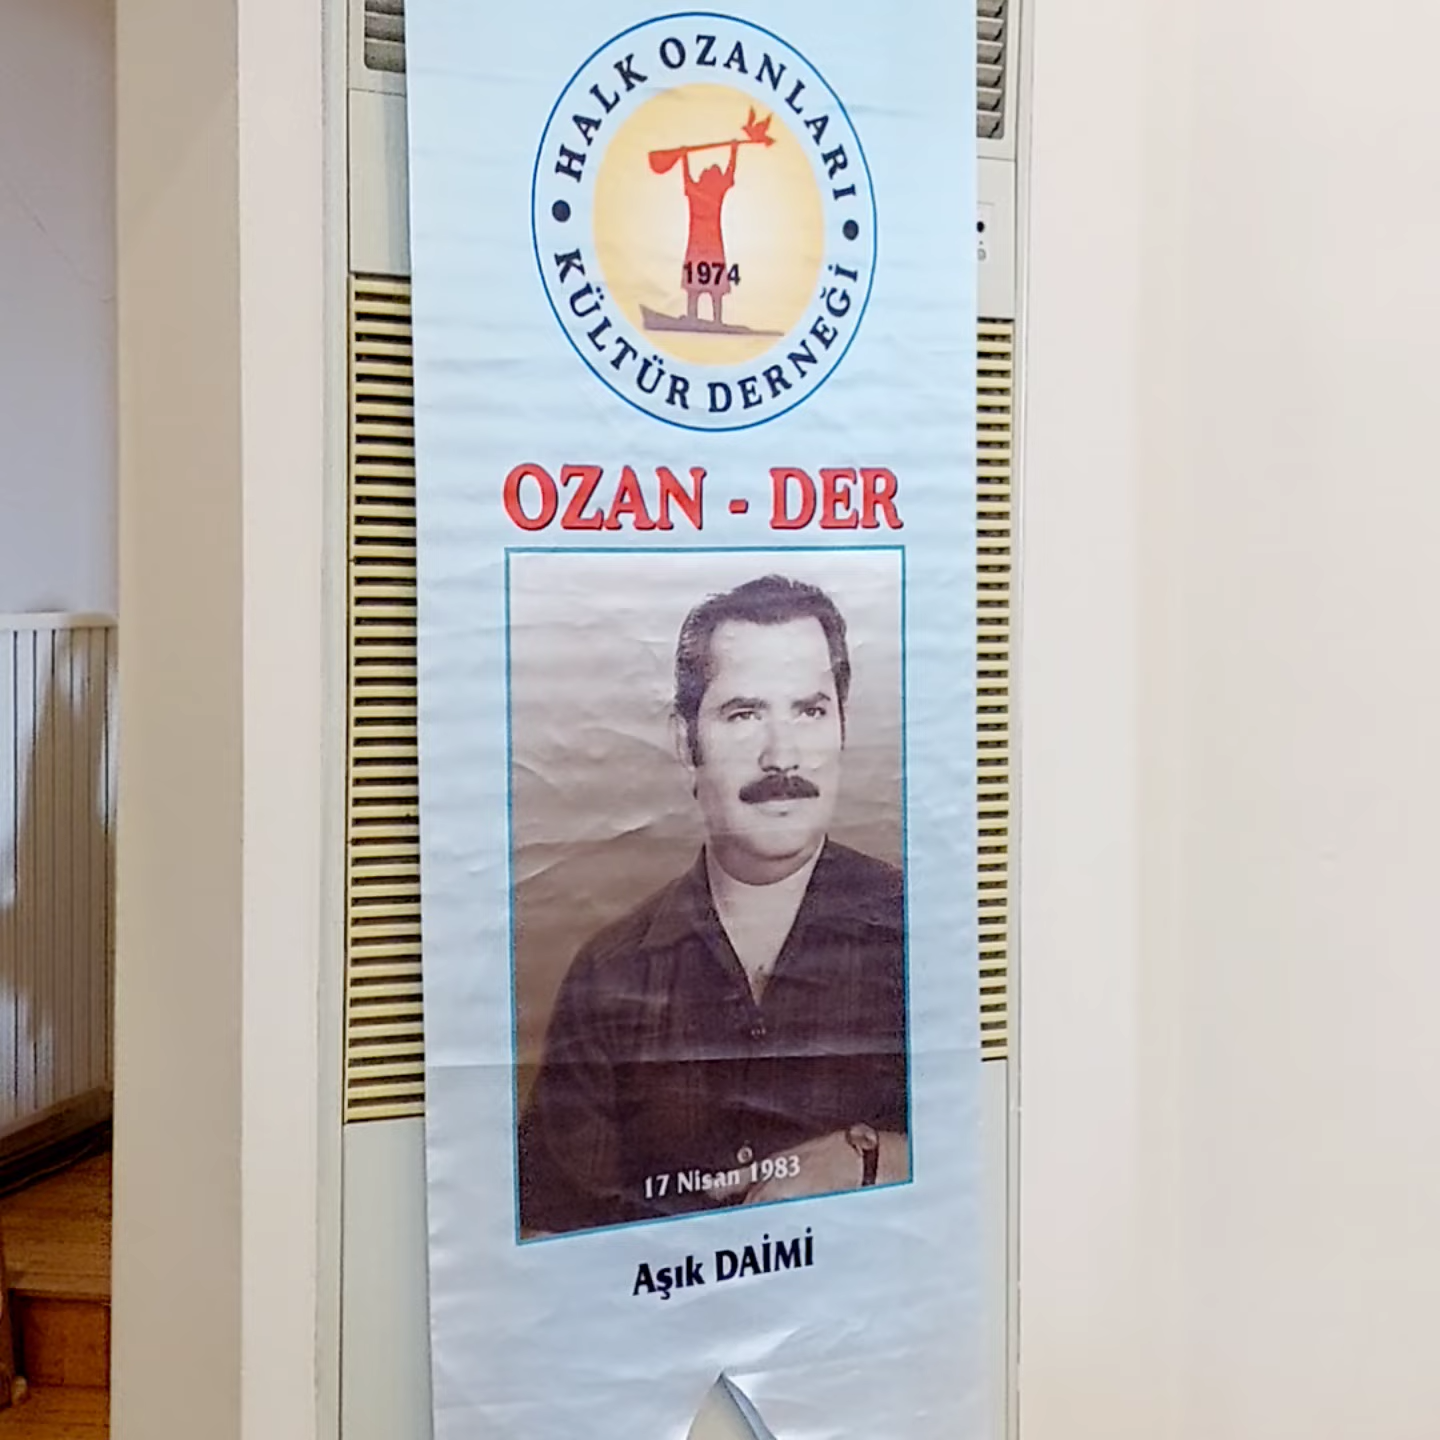 HALK OZANLARI
KÜLTÜR DERNEĞİ
1974
OZAN - DER
17 Nisan 1983
Aşık DAİMİ